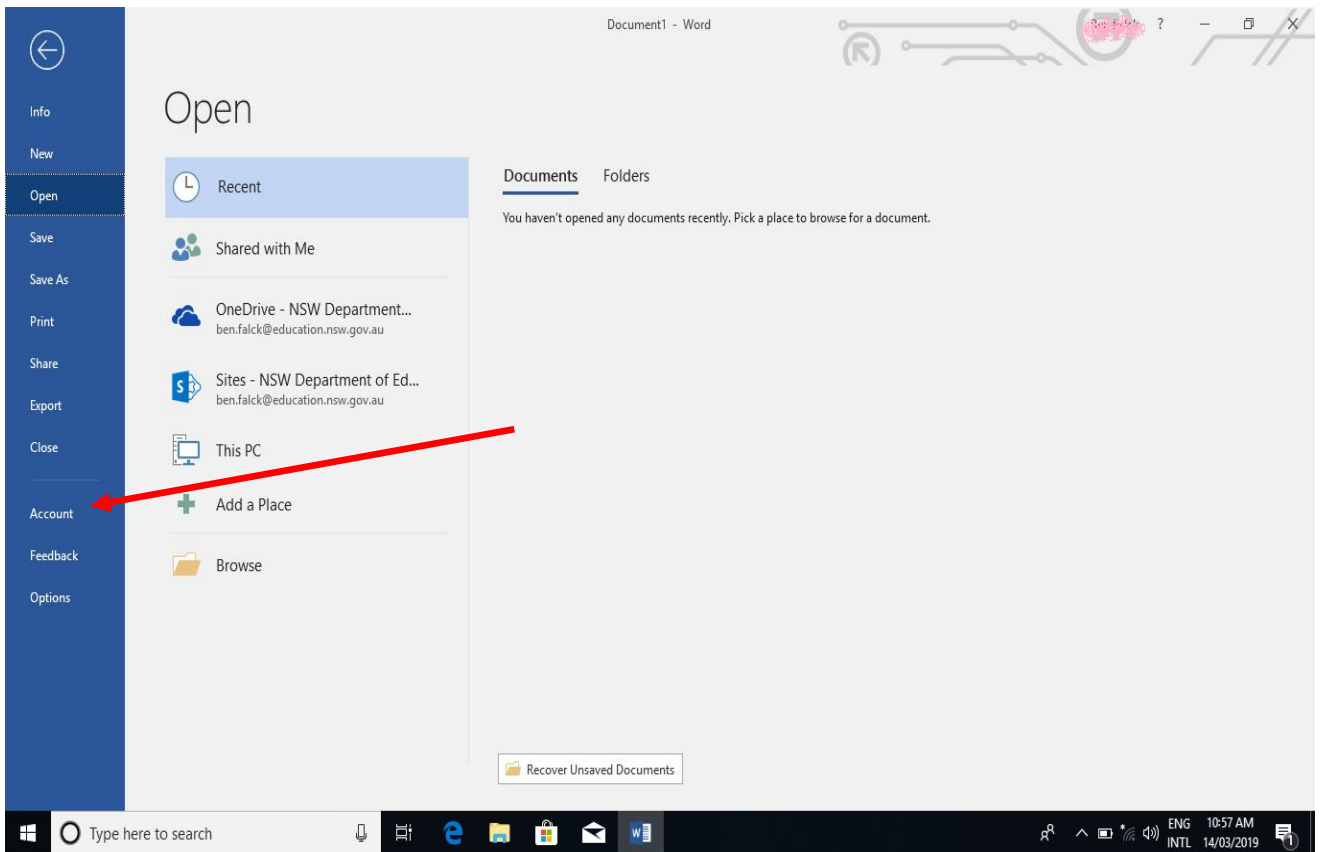 Document1 - Word
?
Info
New
Open
Save
Save As
Print
Share
Export
Close
Account
Feedback
Options
Open
Recent
Shared with Me
OneDrive - NSW Department...
ben.falck@education.nsw.gov.au
Sites - NSW Department of Ed...
ben.falck@education.nsw.gov.au
This PC
Add a Place
Browse
Documents Folders
You haven't opened any documents recently. Pick a place to browse for a document.
Recover Unsaved Documents
Type here to search
ENG
INTL
10:57 AM
14/03/2019
1